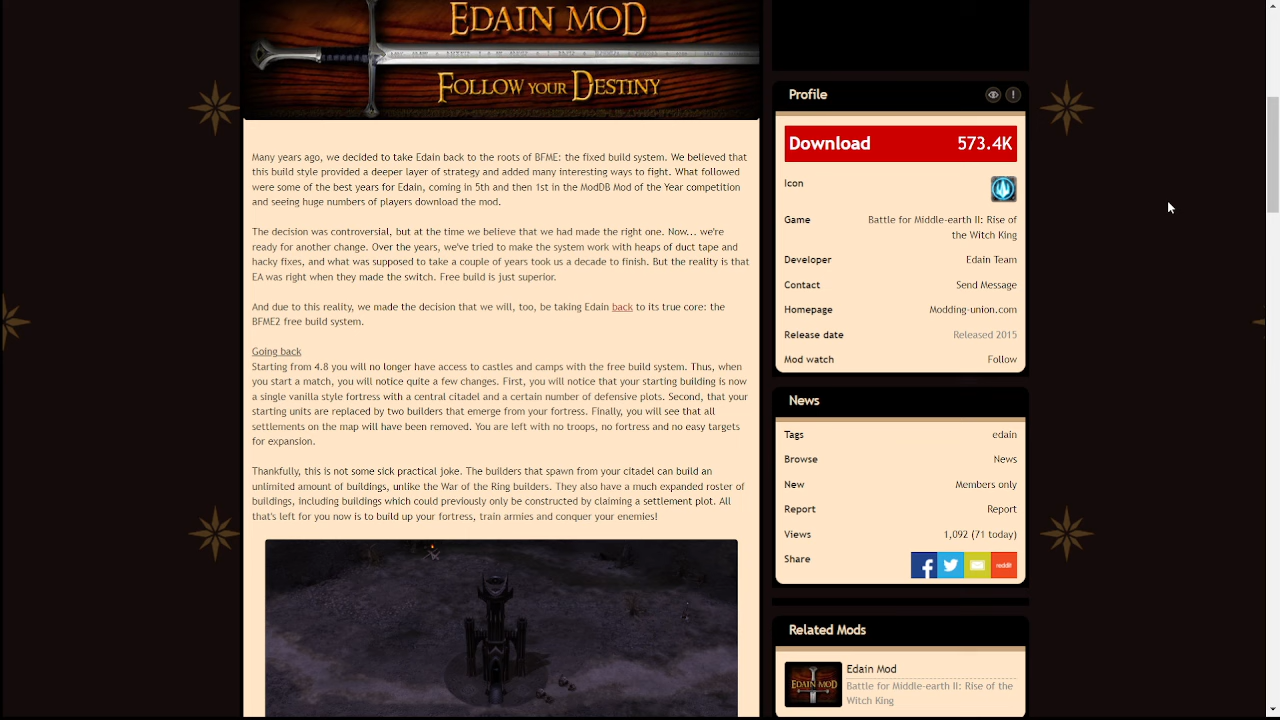 EDAIN MOD
FOLLOW YOUR DESTINY
Many years ago, we decided to take Edain back to the roots of BFME: the fixed build system. We believed that
this build style provided a deeper layer of strategy and added many interesting ways to fight. What followed
were some of the best years for Edain, coming in 5th and then 1st in the ModDB Mod of the Year competition
and seeing huge numbers of players download the mod.
The decision was controversial, but at the time we believe that we had made the right one. Now... we're
ready for another change. Over the years, we've tried to make the system work with heaps of duct tape and
hacky fixes, and what was supposed to take a couple of years took us a decade to finish. But the reality is that
EA was right when they made the switch. Free build is just superior.
And due to this reality, we made the decision that we will, too, be taking Edain back to its true core: the
BFME2 free build system.
Going back
Starting from 4.8 you will no longer have access to castles and camps with the free build system. Thus, when
you start a match, you will notice quite a few changes. First, you will notice that your starting building is now
a single vanilla style fortress with a central citadel and a certain number of defensive plots. Second, that your
starting units are replaced by two builders that emerge from your fortress. Finally, you will see that all
settlements on the map will have been removed. You are left with no troops, no fortress and no easy targets
for expansion.
Thankfully, this is not some sick practical joke. The builders that spawn from your citadel can build an
unlimited amount of buildings, unlike the War of the Ring builders. They also have a much expanded roster of
buildings, including buildings which could previously only be constructed by claiming a settlement plot. All
that's left for you now is to build up your fortress, train armies and conquer your enemies!
Profile
Download 573.4K
Icon
Game Battle for Middle-earth II: Rise of
the Witch King
Developer Edain Team
Contact Send Message
Homepage Modding-union.com
Release date Released 2015
Mod watch Follow
News
Tags edain
Browse News
New Members only
Report Report
Views 1,092 (71 today)
Share reddit
Related Mods
EDAIN MOD
Edain Mod
Battle for Middle-earth II: Rise of the
Witch King